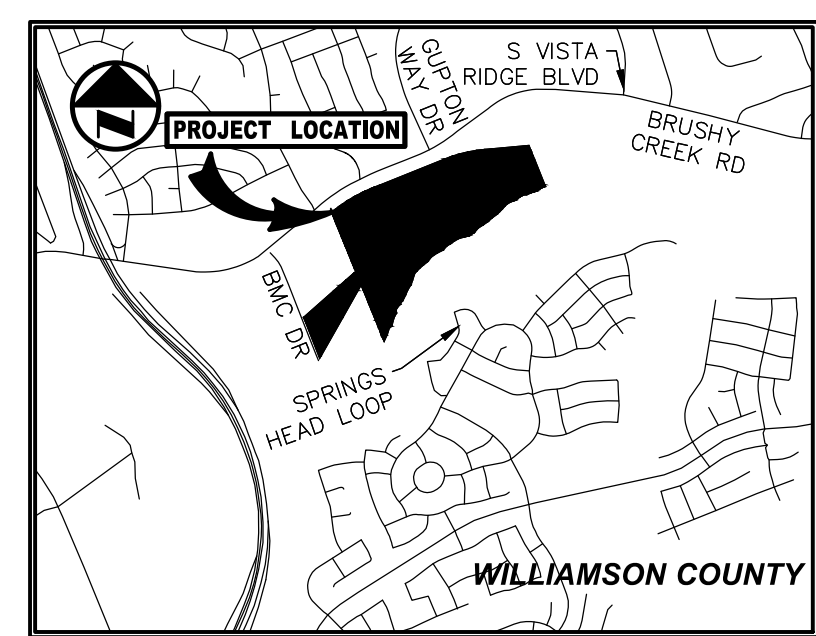 S VISTA
RIDGE BLVD
GUPTON
WAY DR
N
PROJECT LOCATION
BRUSHY
CREEK RD
BMC DR
SPRINGS
HEAD LOOP
WILLIAMSON COUNTY